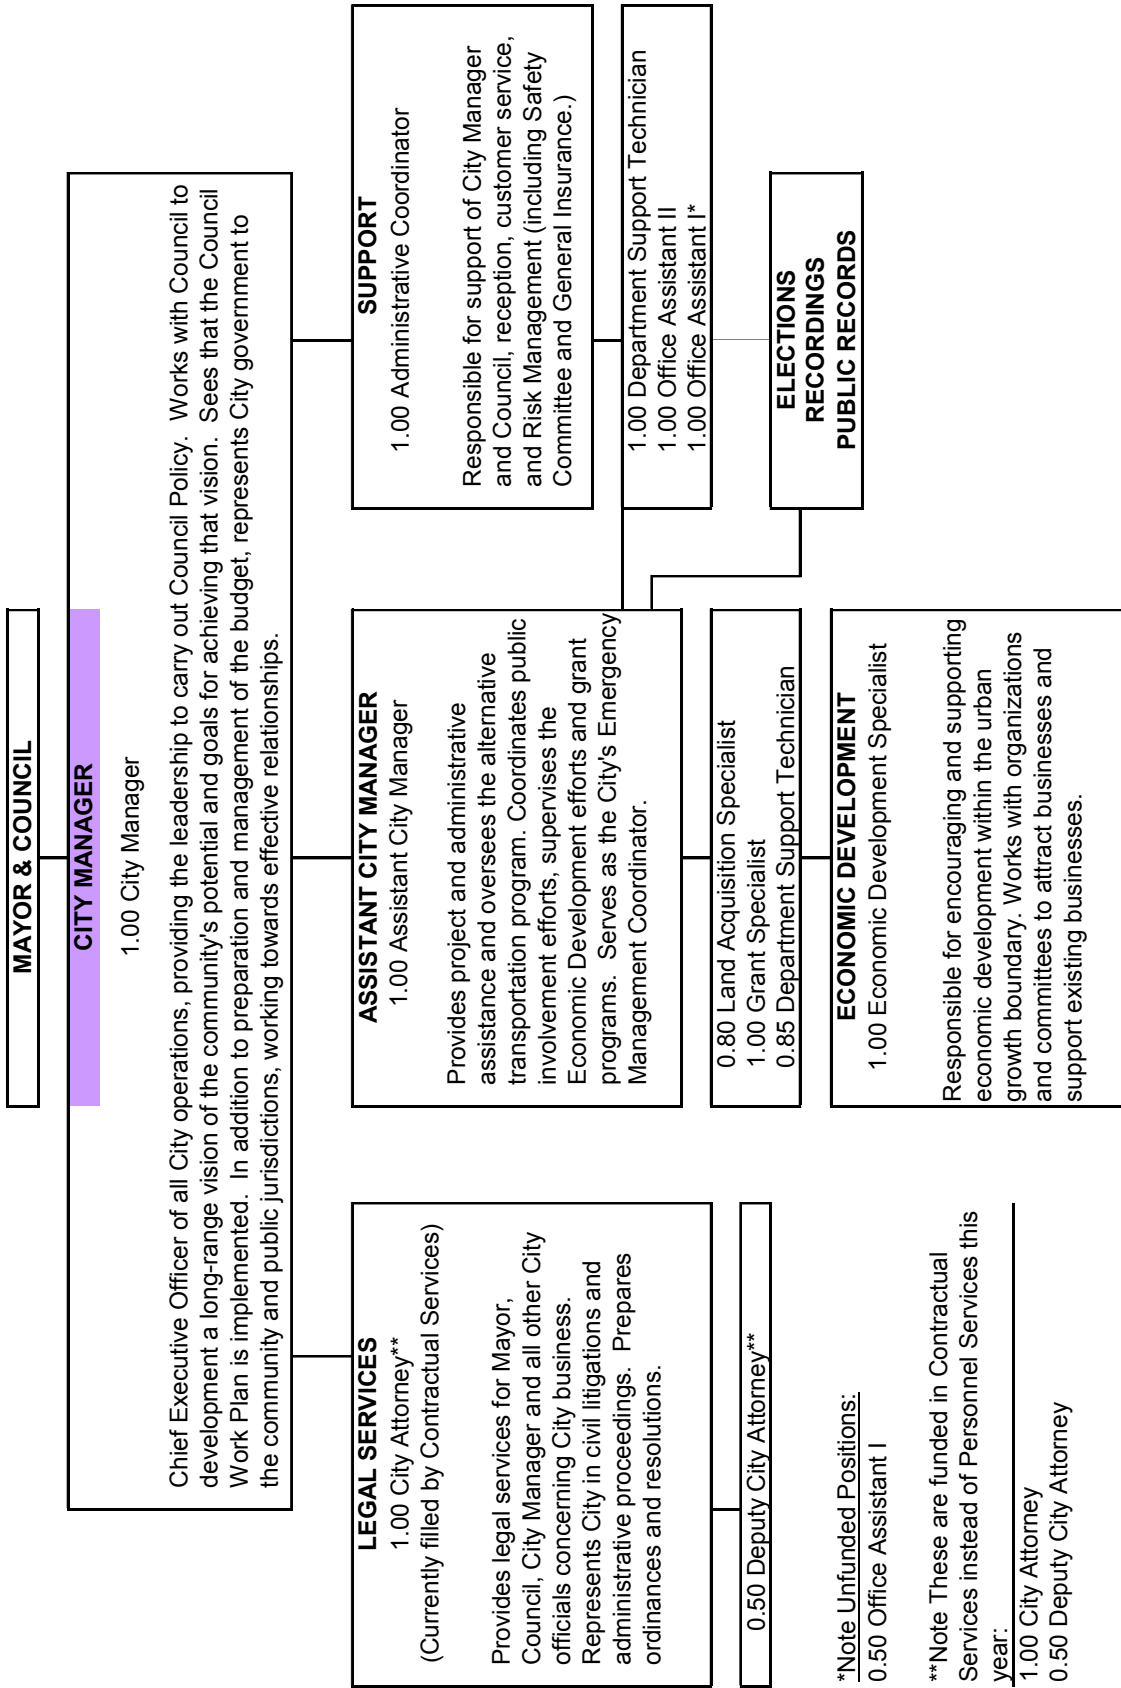 MAYOR & COUNCIL
CITY MANAGER
1.00 City Manager
Chief Executive Officer of all City operations, providing the leadership to carry out Council Policy.  Works with Council to
development a long-range vision of the community's potential and goals for achieving that vision.  Sees that the Council
Work Plan is implemented.  In addition to preparation and management of the budget, represents City government to
the community and public jurisdictions, working towards effective relationships.
LEGAL SERVICES
1.00 City Attorney**
(Currently filled by Contractual Services)
Provides legal services for Mayor,
Council, City Manager and all other City
officials concerning City business.
Represents City in civil litigations and
administrative proceedings.  Prepares
ordinances and resolutions.
0.50 Deputy City Attorney**
ASSISTANT CITY MANAGER
1.00 Assistant City Manager
Provides project and administrative
assistance and oversees the alternative
transportation program. Coordinates public
involvement efforts, supervises the
Economic Development efforts and grant
programs.  Serves as the City's Emergency
Management Coordinator.
0.80 Land Acquisition Specialist
1.00 Grant Specialist
0.85 Department Support Technician
ECONOMIC DEVELOPMENT
1.00 Economic Development Specialist
Responsible for encouraging and supporting
economic development within the urban
growth boundary. Works with organizations
and committees to attract businesses and
support existing businesses.
SUPPORT
1.00 Administrative Coordinator
Responsible for support of City Manager
and Council, reception, customer service,
and Risk Management (including Safety
Committee and General Insurance.)
1.00 Department Support Technician
1.00 Office Assistant II
1.00 Office Assistant I*
ELECTIONS
RECORDINGS
PUBLIC RECORDS
*Note Unfunded Positions:
0.50 Office Assistant I
**Note These are funded in Contractual
Services instead of Personnel Services this
year:
1.00 City Attorney
0.50 Deputy City Attorney